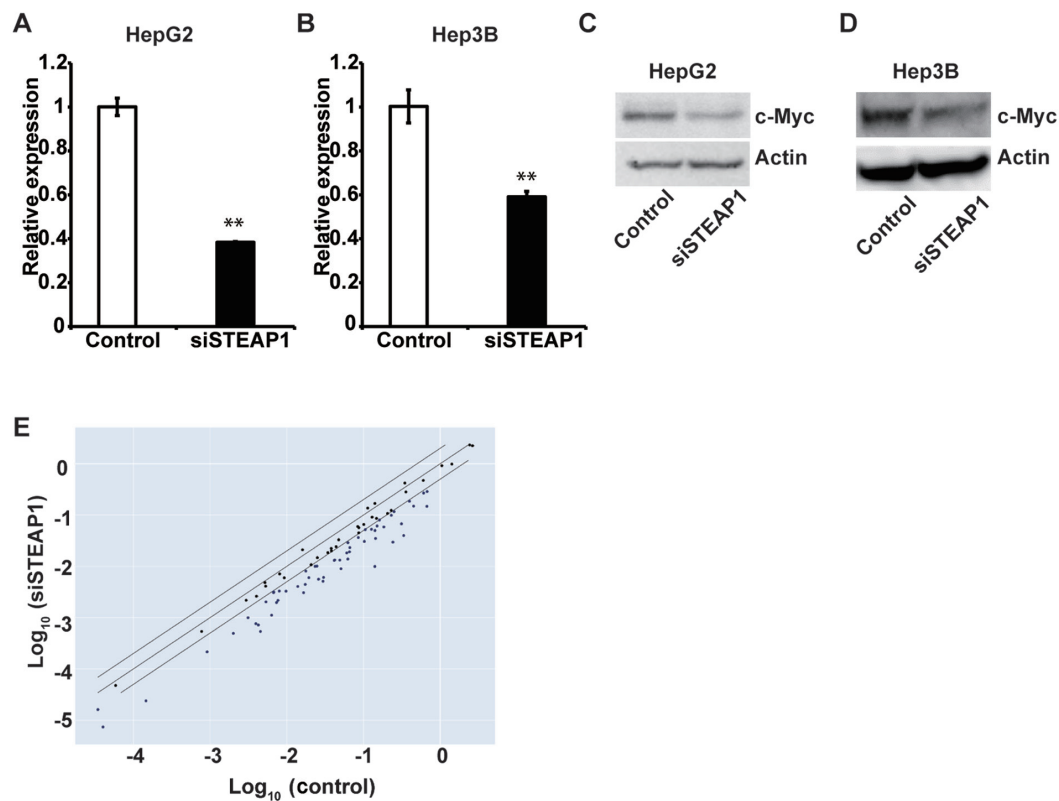 A
HepG2
Relative expression
1.2
1
0.8
0.6
0.4
0.2
0
**
Control
siSTEAP1
B
Hep3B
Relative expression
1.2
1
0.8
0.6
0.4
0.2
0
**
Control
siSTEAP1
C
HepG2
c-Myc
Actin
Control
siSTEAP1
D
Hep3B
c-Myc
Actin
Control
siSTEAP1
E
Log₁₀ (siSTEAP1)
0
-1
-2
-3
-4
-5
-4
-3
-2
-1
0
Log₁₀ (control)